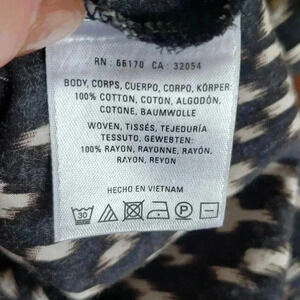 RN : 66170 CA : 32054
BODY, CORPS, CUERPO, CORPO, KÖRPER:
100% COTTON, COTON, ALGODÓN,
COTONE, BAUMWOLLE
WOVEN, TISSÉS, TEJEDURÍA
TESSUTO, GEWEBTEN:
100% RAYON, RAYONNE, RAYÓN,
RAYON, REYON
HECHO EN VIETNAM
30 P